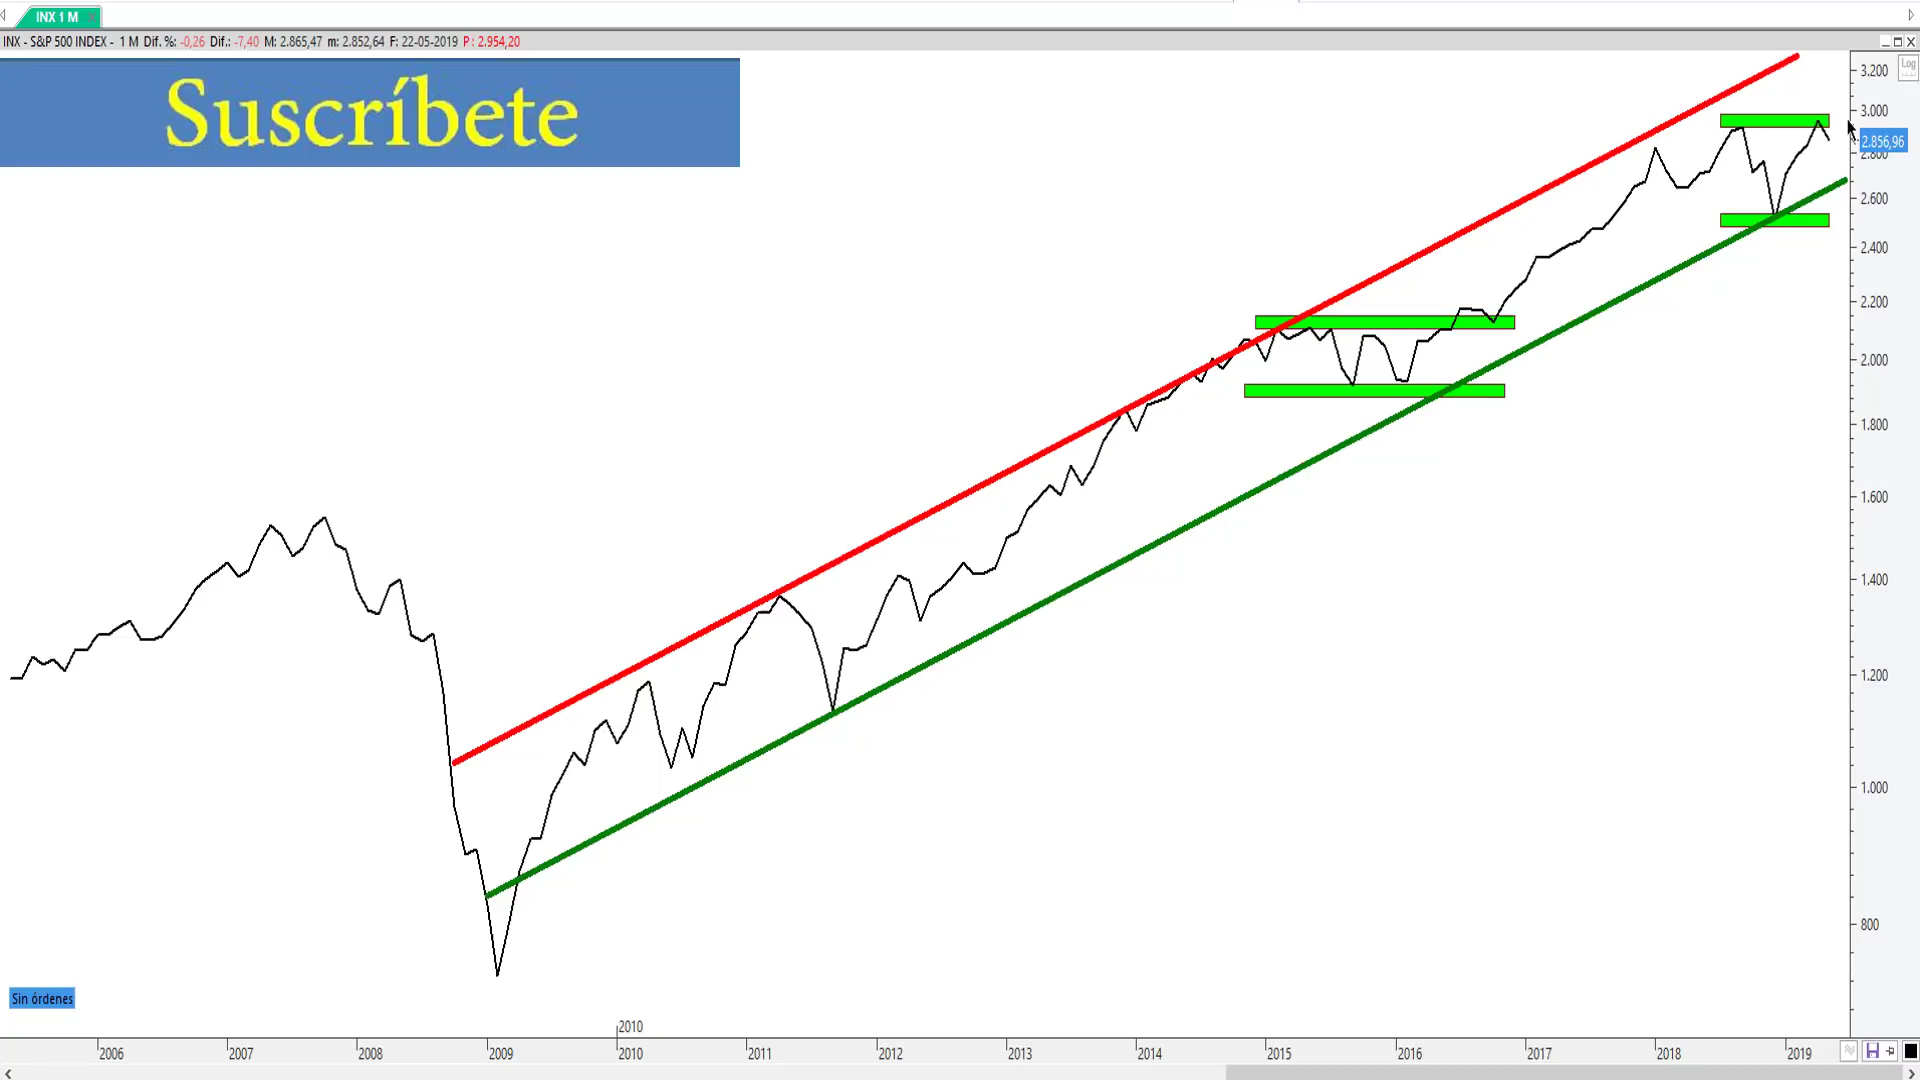 INX 1 M
INX - S&P 500 INDEX - 1 M Dif. %: -0,26 Dif.: -7,40 M: 2.865,47 m: 2.852,64 F: 22-05-2019 P: 2.954,20
Suscríbete
Log
3.200
3.000
2.856,96
2.800
2.600
2.400
2.200
2.000
1.800
1.600
1.400
1.200
1.000
800
Sin órdenes
2010
2006 2007 2008 2009 2010 2011 2012 2013 2014 2015 2016 2017 2018 2019